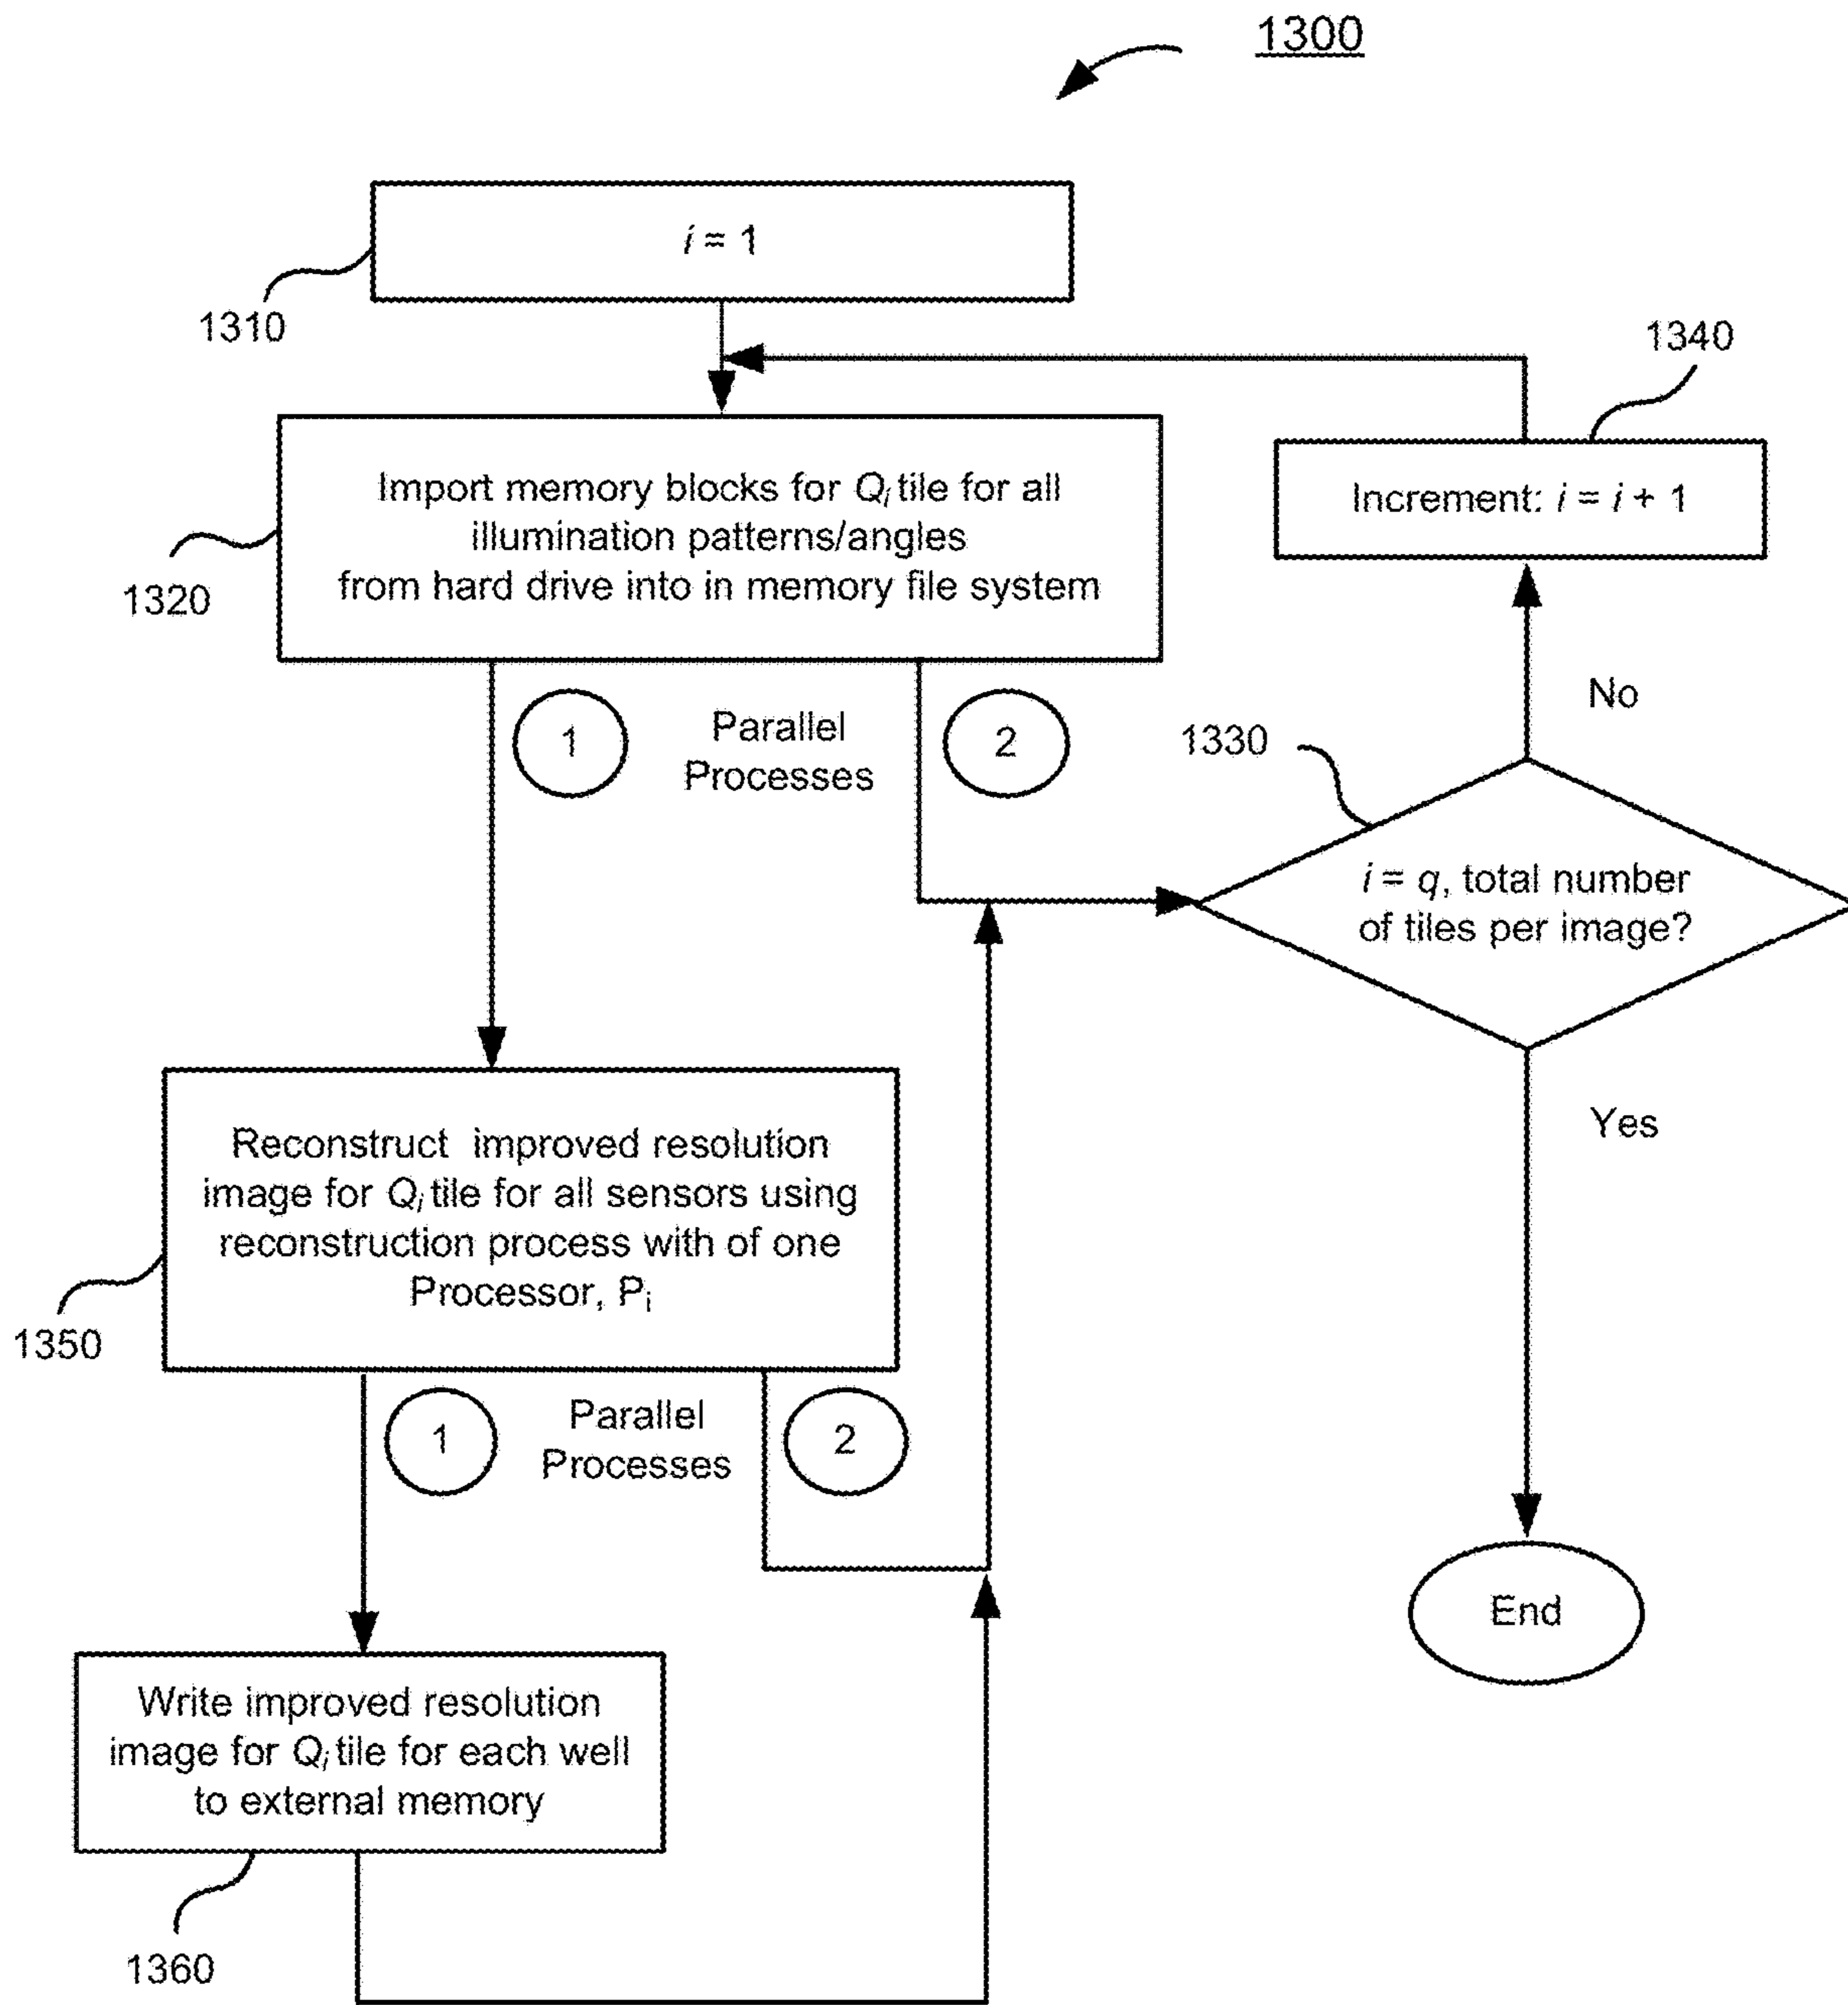 1300
i = 1
1310
1340
Import memory blocks for Qi tile for all
illumination patterns/angles
from hard drive into in memory file system
1320
Increment: i = i + 1
No
1
Parallel
Processes
2
1330
i = q, total number
of tiles per image?
Yes
Reconstruct improved resolution
image for Qi tile for all sensors using
reconstruction process with of one
Processor, Pi
1350
1
Parallel
Processes
2
End
Write improved resolution
image for Qi tile for each well
to external memory
1360